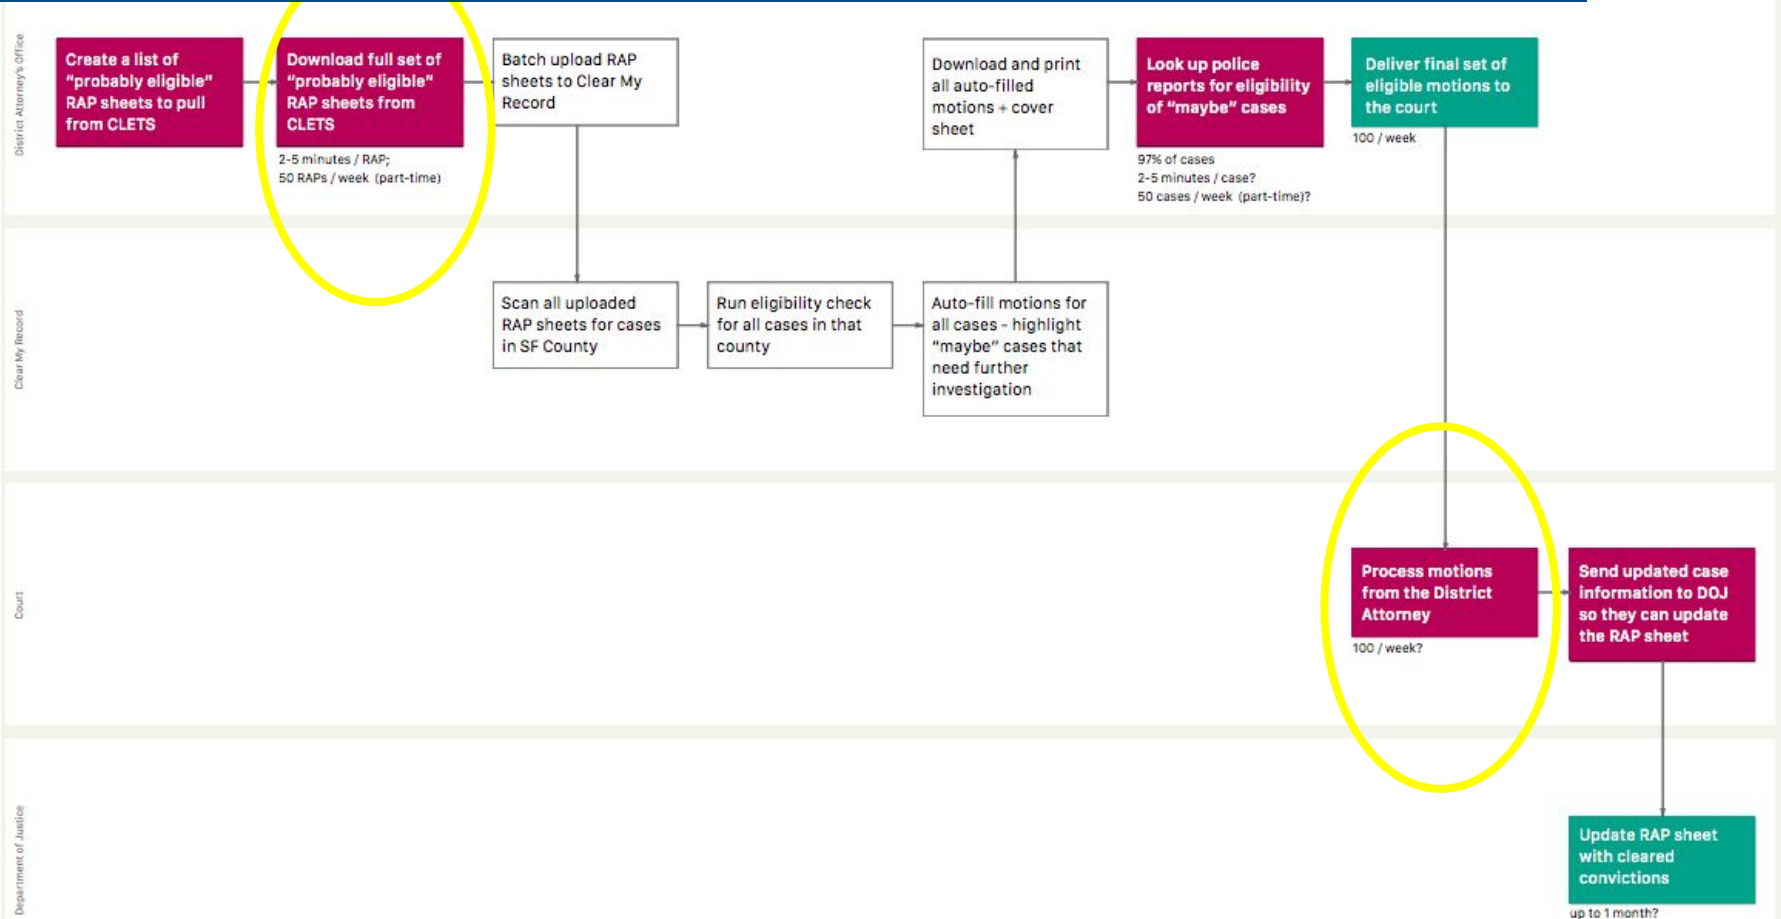 District Attorney's Office
Create a list of
"probably eligible"
RAP sheets to pull
from CLETS
Download full set of
"probably eligible"
RAP sheets from
CLETS
2-5 minutes / RAP;
50 RAPs / week (part-time)
Batch upload RAP
sheets to Clear My
Record
Download and print
all auto-filled
motions + cover
sheet
Look up police
reports for eligibility
of "maybe" cases
97% of cases
2-5 minutes / case?
50 cases / week (part-time)?
Deliver final set of
eligible motions to
the court
100 / week
Clear My Record
Scan all uploaded
RAP sheets for cases
in SF County
Run eligibility check
for all cases in that
county
Auto-fill motions for
all cases - highlight
"maybe" cases that
need further
investigation
Court
Process motions
from the District
Attorney
100 / week?
Send updated case
information to DOJ
so they can update
the RAP sheet
Department of Justice
Update RAP sheet
with cleared
convictions
up to 1 month?